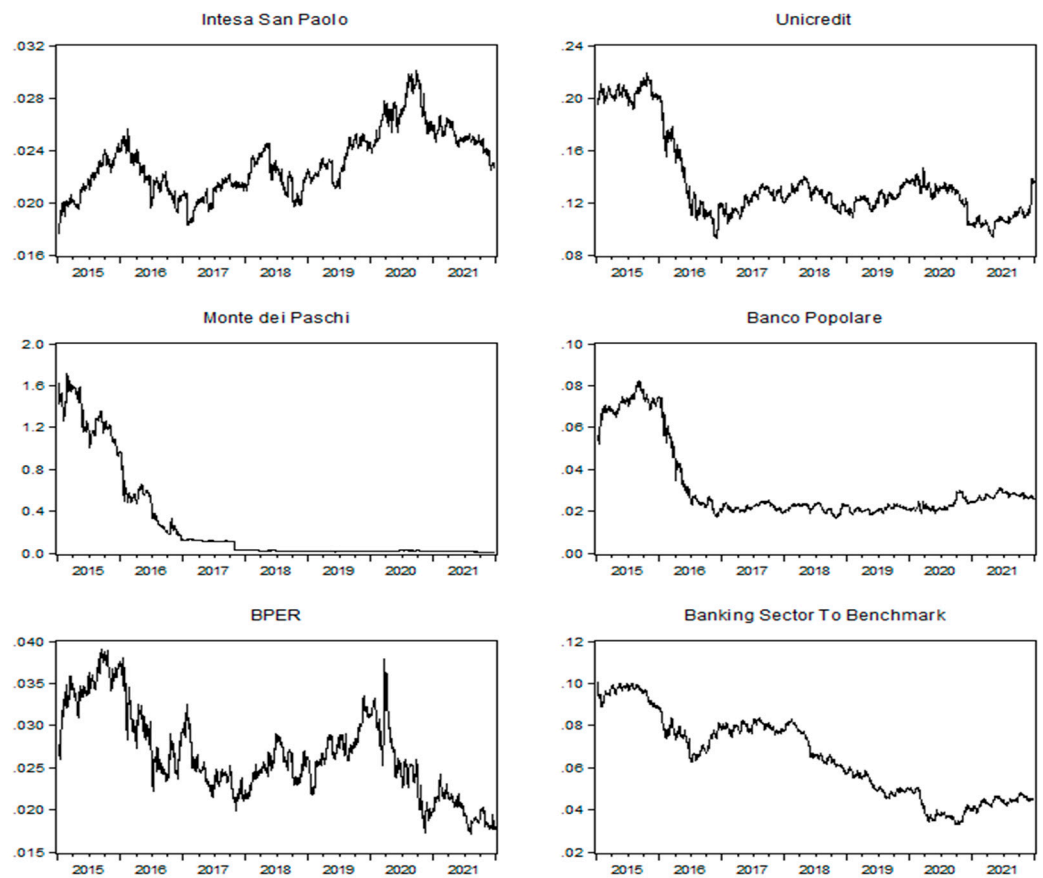 Intesa San Paolo
.032
.028
.024
.020
.016
2015 2016 2017 2018 2019 2020 2021
Unicredit
.24
.20
.16
.12
.08
2015 2016 2017 2018 2019 2020 2021
Monte dei Paschi
2.0
1.6
1.2
0.8
0.4
0.0
2015 2016 2017 2018 2019 2020 2021
Banco Popolare
.10
.08
.06
.04
.02
.00
2015 2016 2017 2018 2019 2020 2021
BPER
.040
.035
.030
.025
.020
.015
2015 2016 2017 2018 2019 2020 2021
Banking Sector To Benchmark
.12
.10
.08
.06
.04
.02
2015 2016 2017 2018 2019 2020 2021